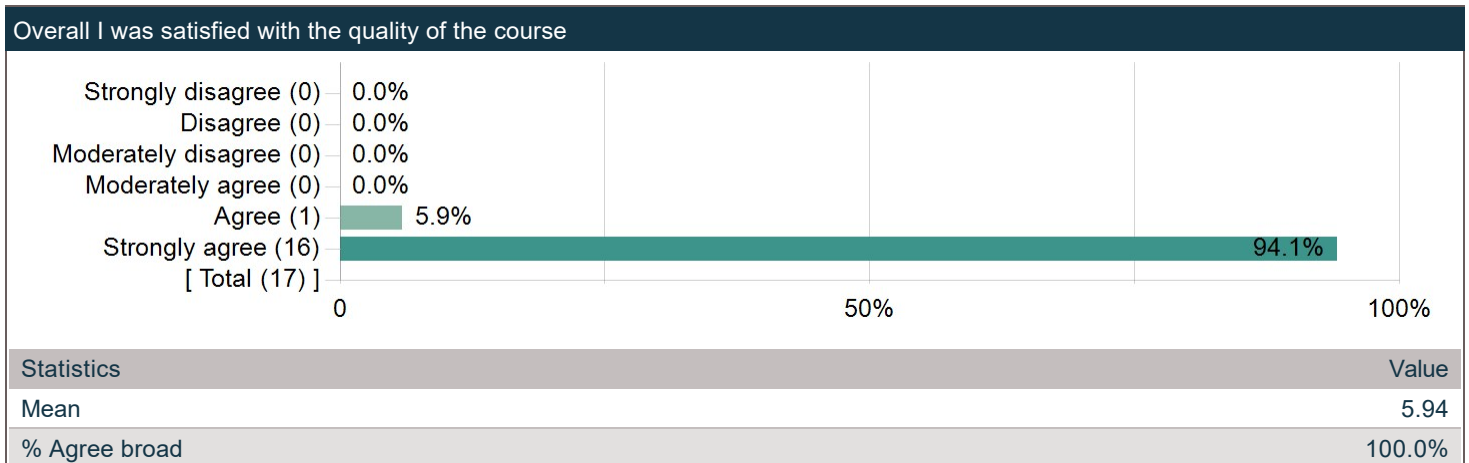 Overall I was satisfied with the quality of the course
Strongly disagree (0) 0.0%
Disagree (0) 0.0%
Moderately disagree (0) 0.0%
Moderately agree (0) 0.0%
Agree (1) 5.9%
Strongly agree (16) 94.1%
[ Total (17) ]
0 50% 100%
Statistics Value
Mean 5.94
% Agree broad 100.0%